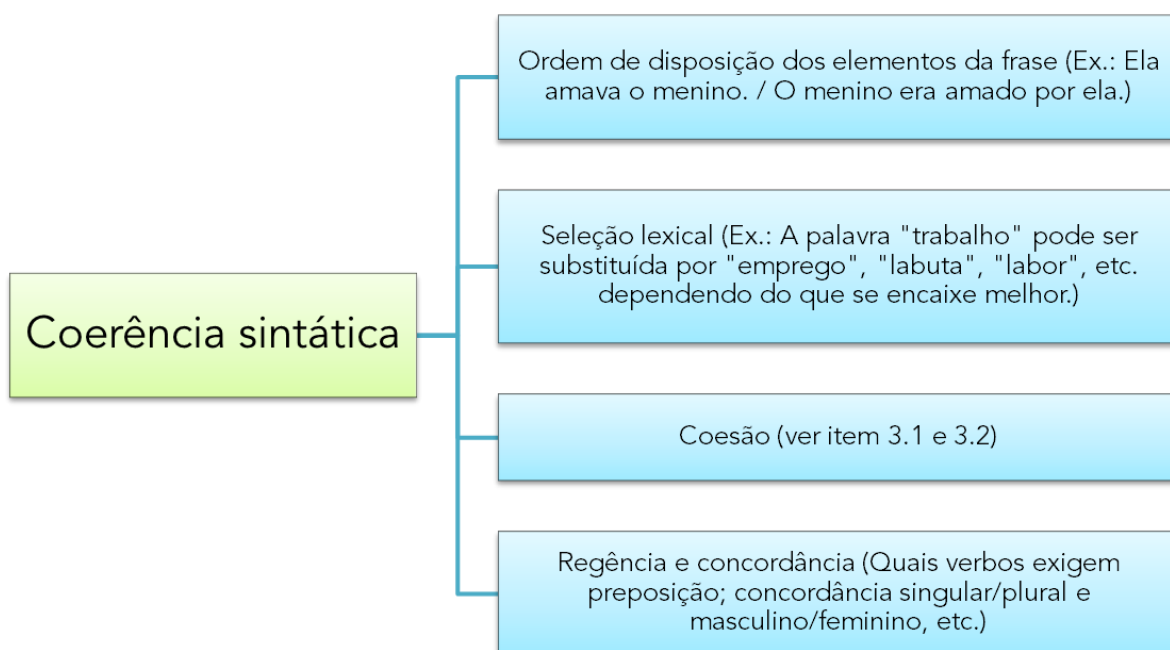 Coerência sintática
Ordem de disposição dos elementos da frase (Ex.: Ela
amava o menino. / O menino era amado por ela.)
Seleção lexical (Ex.: A palavra "trabalho" pode ser
substituída por "emprego", "labuta", "labor", etc.
dependendo do que se encaixe melhor.)
Coesão (ver item 3.1 e 3.2)
Regência e concordância (Quais verbos exigem
preposição; concordância singular/plural e
masculino/feminino, etc.)